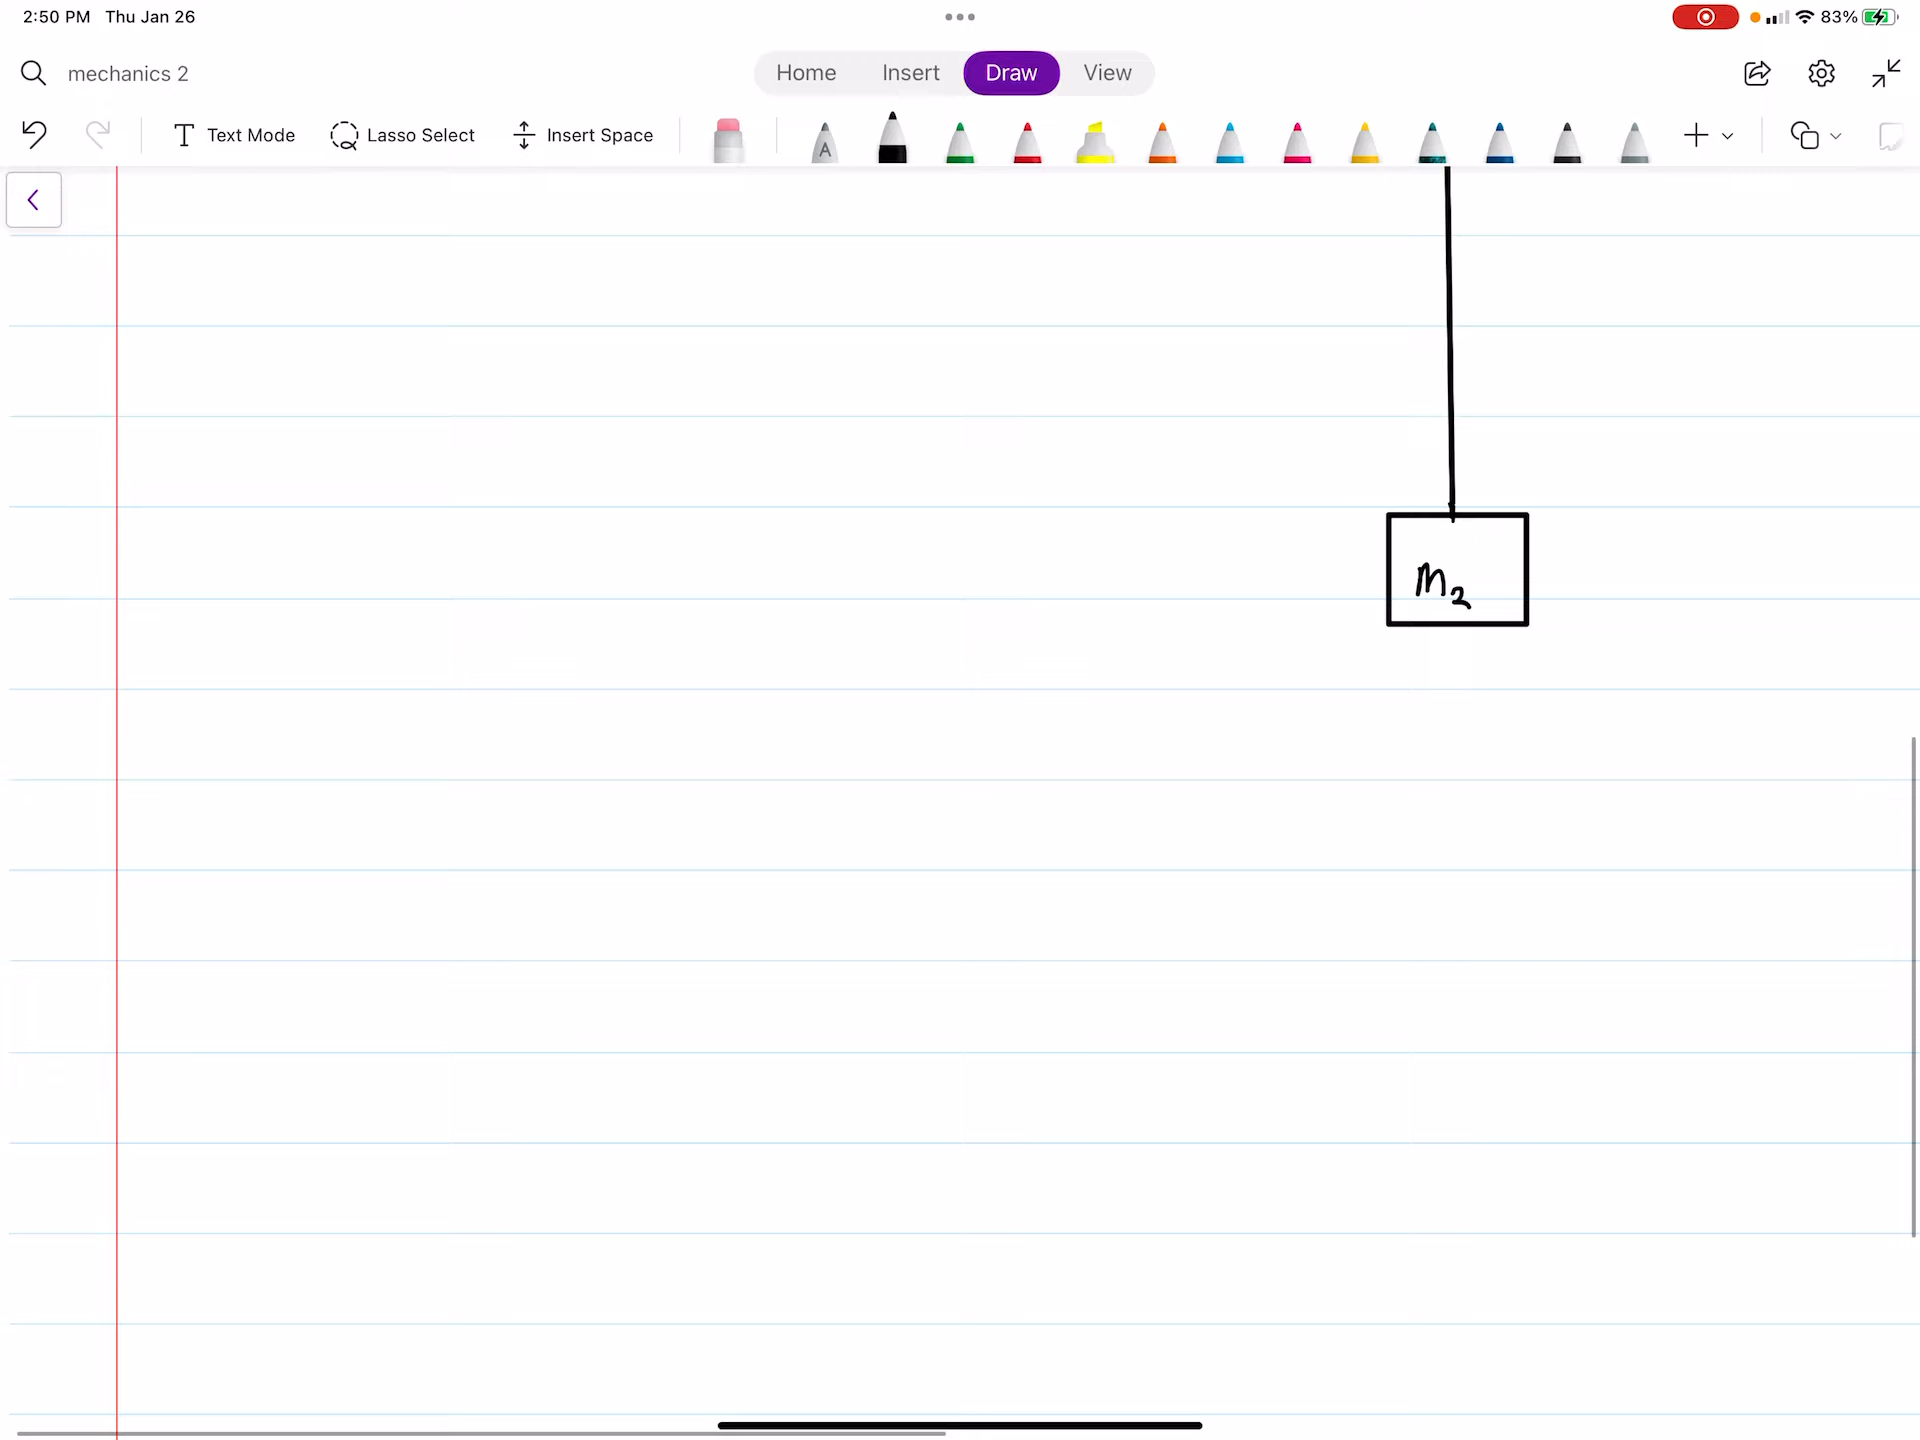 2:50 PM Thu Jan 26
83%
mechanics 2
Home Insert Draw View
Text Mode Lasso Select Insert Space
A
m2